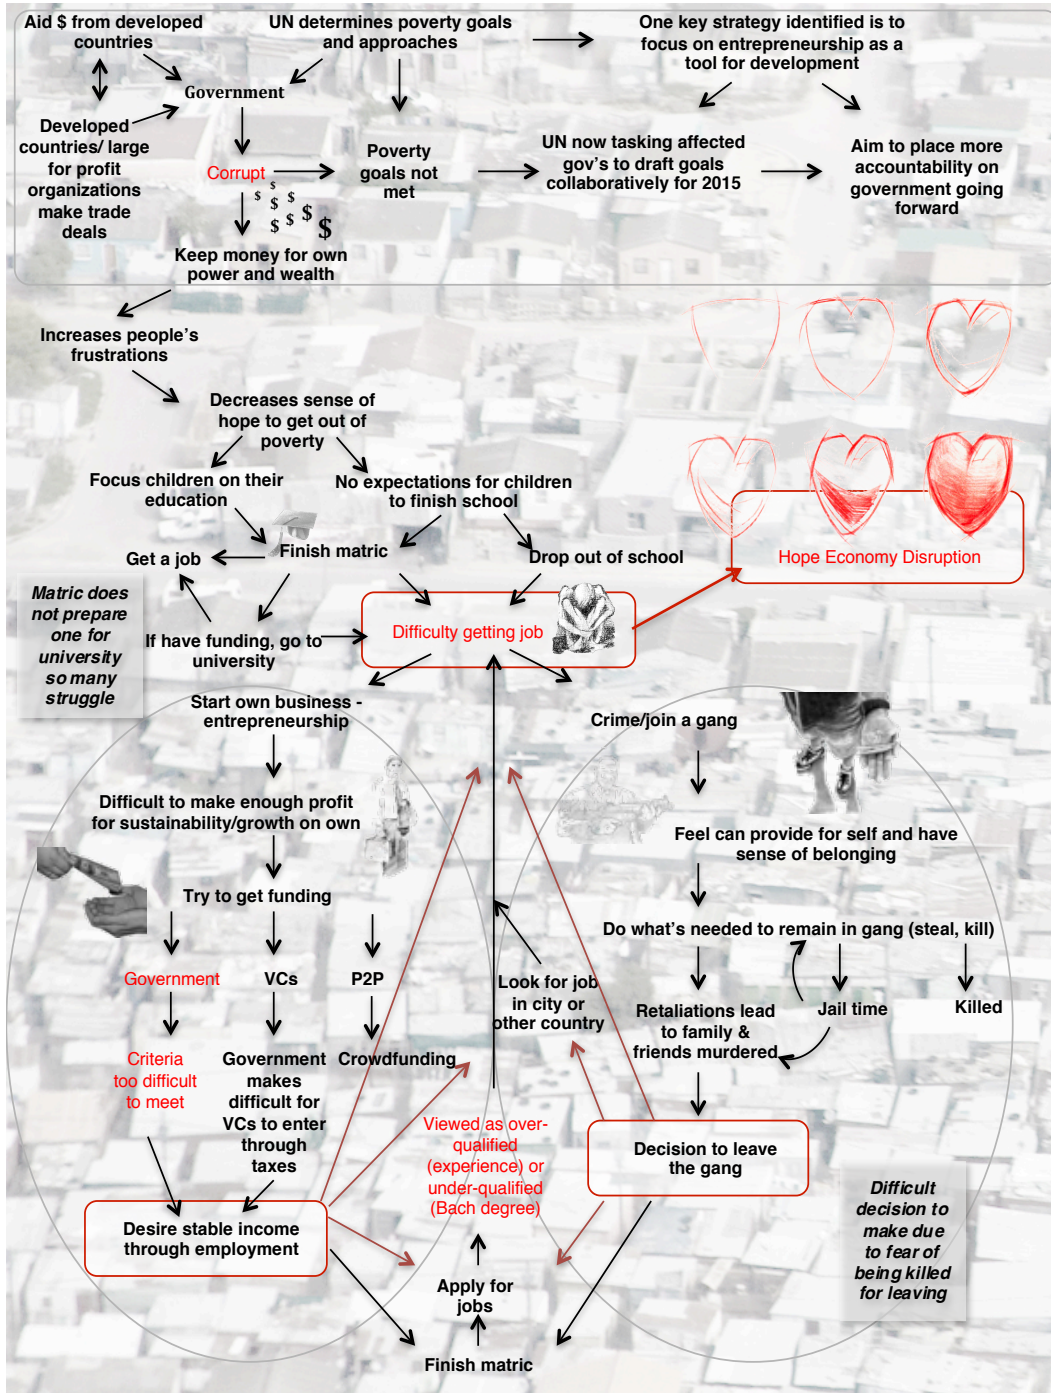 Aid $ from developed
countries
UN determines poverty goals
and approaches
One key strategy identified is to
focus on entrepreneurship as a
tool for development
Government
Developed
countries/ large
for profit
organizations
make trade
deals
Corrupt
Poverty
goals not
met
UN now tasking affected
gov's to draft goals
collaboratively for 2015
Aim to place more
accountability on
government going
forward
$
$ $
$ $
$ $ $
Keep money for own
power and wealth
Increases people's
frustrations
Decreases sense of
hope to get out of
poverty
Focus children on their
education
No expectations for children
to finish school
Get a job
Finish matric
Drop out of school
Hope Economy Disruption
Matric does
not prepare
one for
university
so many
struggle
If have funding, go to
university
Difficulty getting job
Start own business -
entrepreneurship
Crime/join a gang
Difficult to make enough profit
for sustainability/growth on own
Feel can provide for self and have
sense of belonging
Try to get funding
Do what's needed to remain in gang (steal, kill)
Government
VCs
P2P
Look for job
in city or
other country
Retaliations lead
to family &
friends murdered
Jail time
Killed
Criteria
too difficult
to meet
Government
makes
difficult for
VCs to enter
through
taxes
Crowdfunding
Viewed as over-
qualified
(experience) or
under-qualified
(Bach degree)
Decision to leave
the gang
Difficult
decision to
make due
to fear of
being killed
for leaving
Desire stable income
through employment
Apply for
jobs
Finish matric